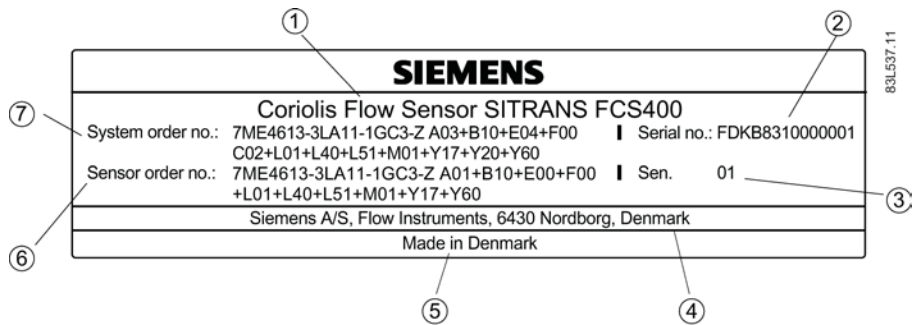 ① ②
SIEMENS
Coriolis Flow Sensor SITRANS FCS400
⑦ System order no.: 7ME4613-3LA11-1GC3-Z A03+B10+E04+F00 Serial no.: FDKB8310000001
C02+L01+L40+L51+M01+Y17+Y20+Y60
Sensor order no.: 7ME4613-3LA11-1GC3-Z A01+B10+E00+F00 Sen. 01
+L01+L40+L51+M01+Y17+Y60
③
Siemens A/S, Flow Instruments, 6430 Nordborg, Denmark
Made in Denmark
⑥ ⑤ ④
83L537.11